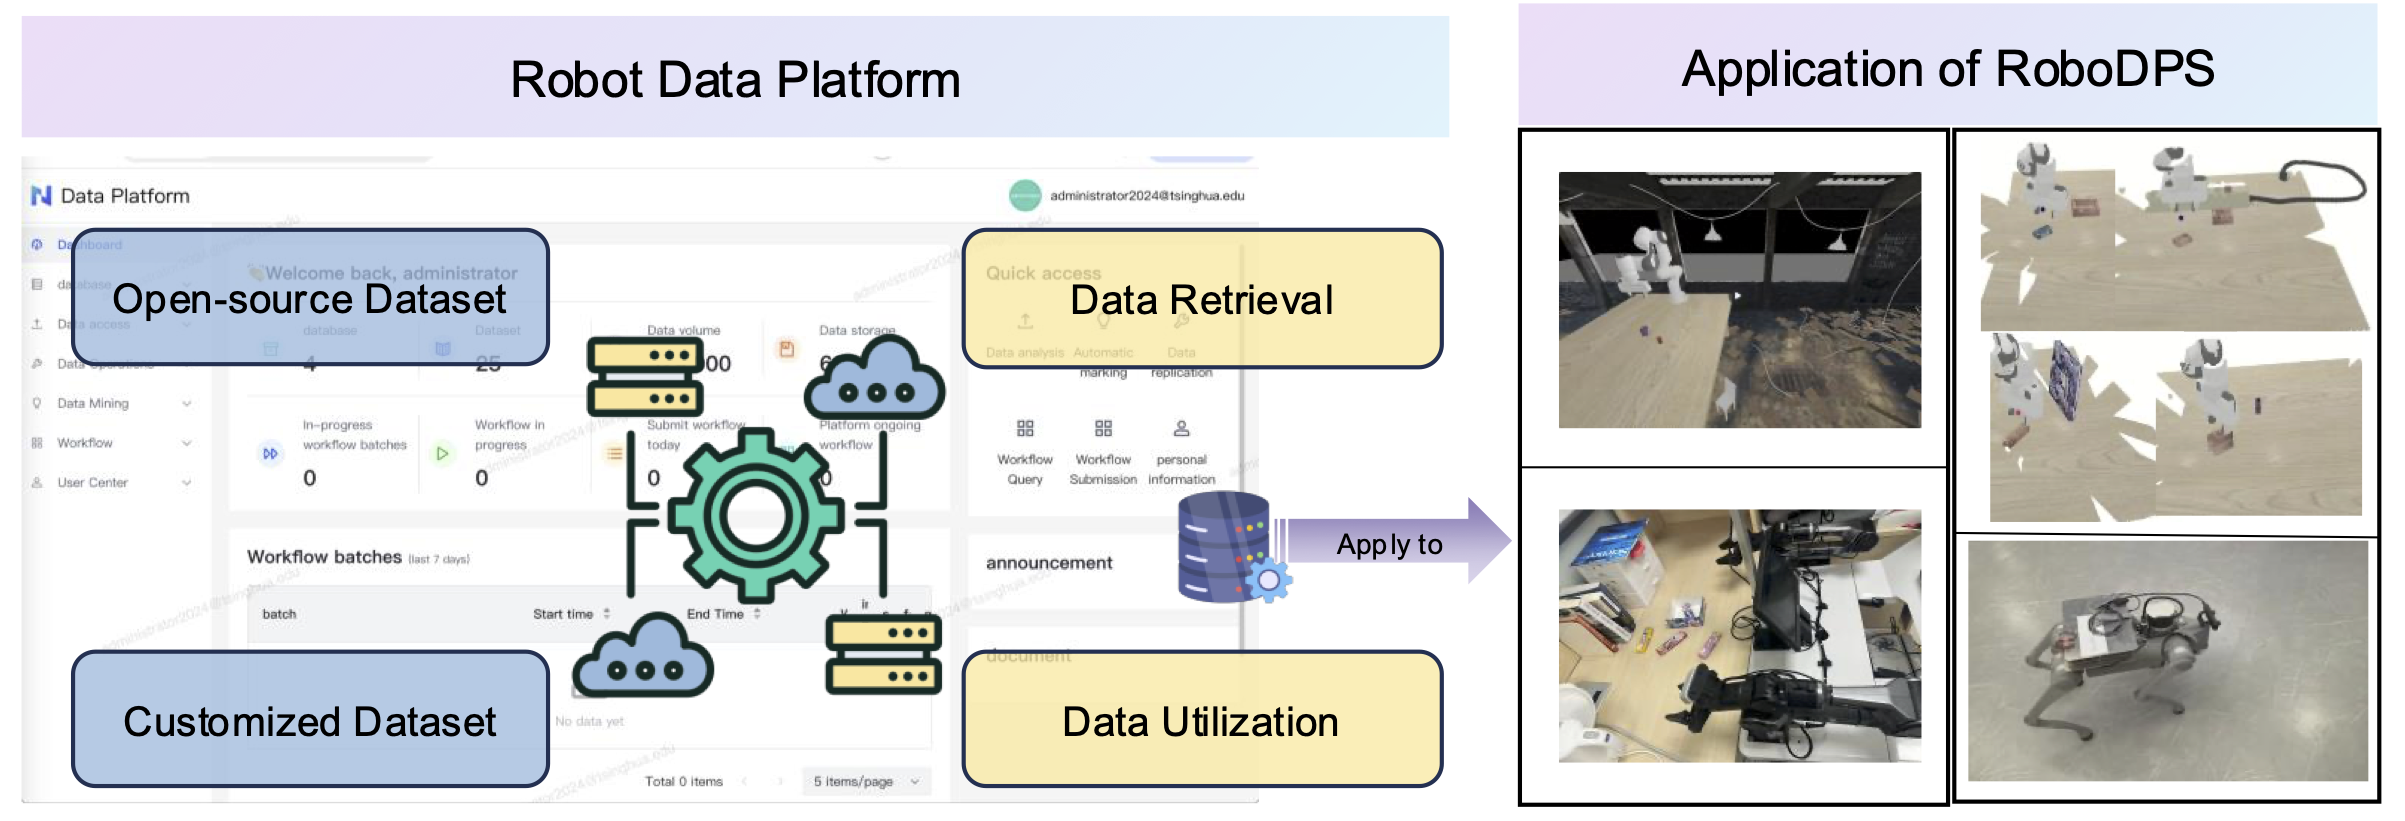 Robot Data Platform
Application of RoboDPS
Data Platform
administrator2024@tsinghua.edu
Dashboard
Welcome back, administrator
Quick access
database
Open-source Dataset
Data Retrieval
Data access
database
Dataset
Data volume
Data storage
Data analysis
Automatic marking
Data replication
Data Operations
4
25
00
6
Data Mining
Workflow
User Center
In-progress workflow batches
0
Workflow in progress
0
Submit workflow today
0
Platform ongoing workflow
0
Workflow Query
Workflow Submission
personal information
Apply to
Workflow batches (last 7 days)
announcement
batch
Start time
End Time
document
Customized Dataset
No data yet
Data Utilization
Total 0 items
5 items/page